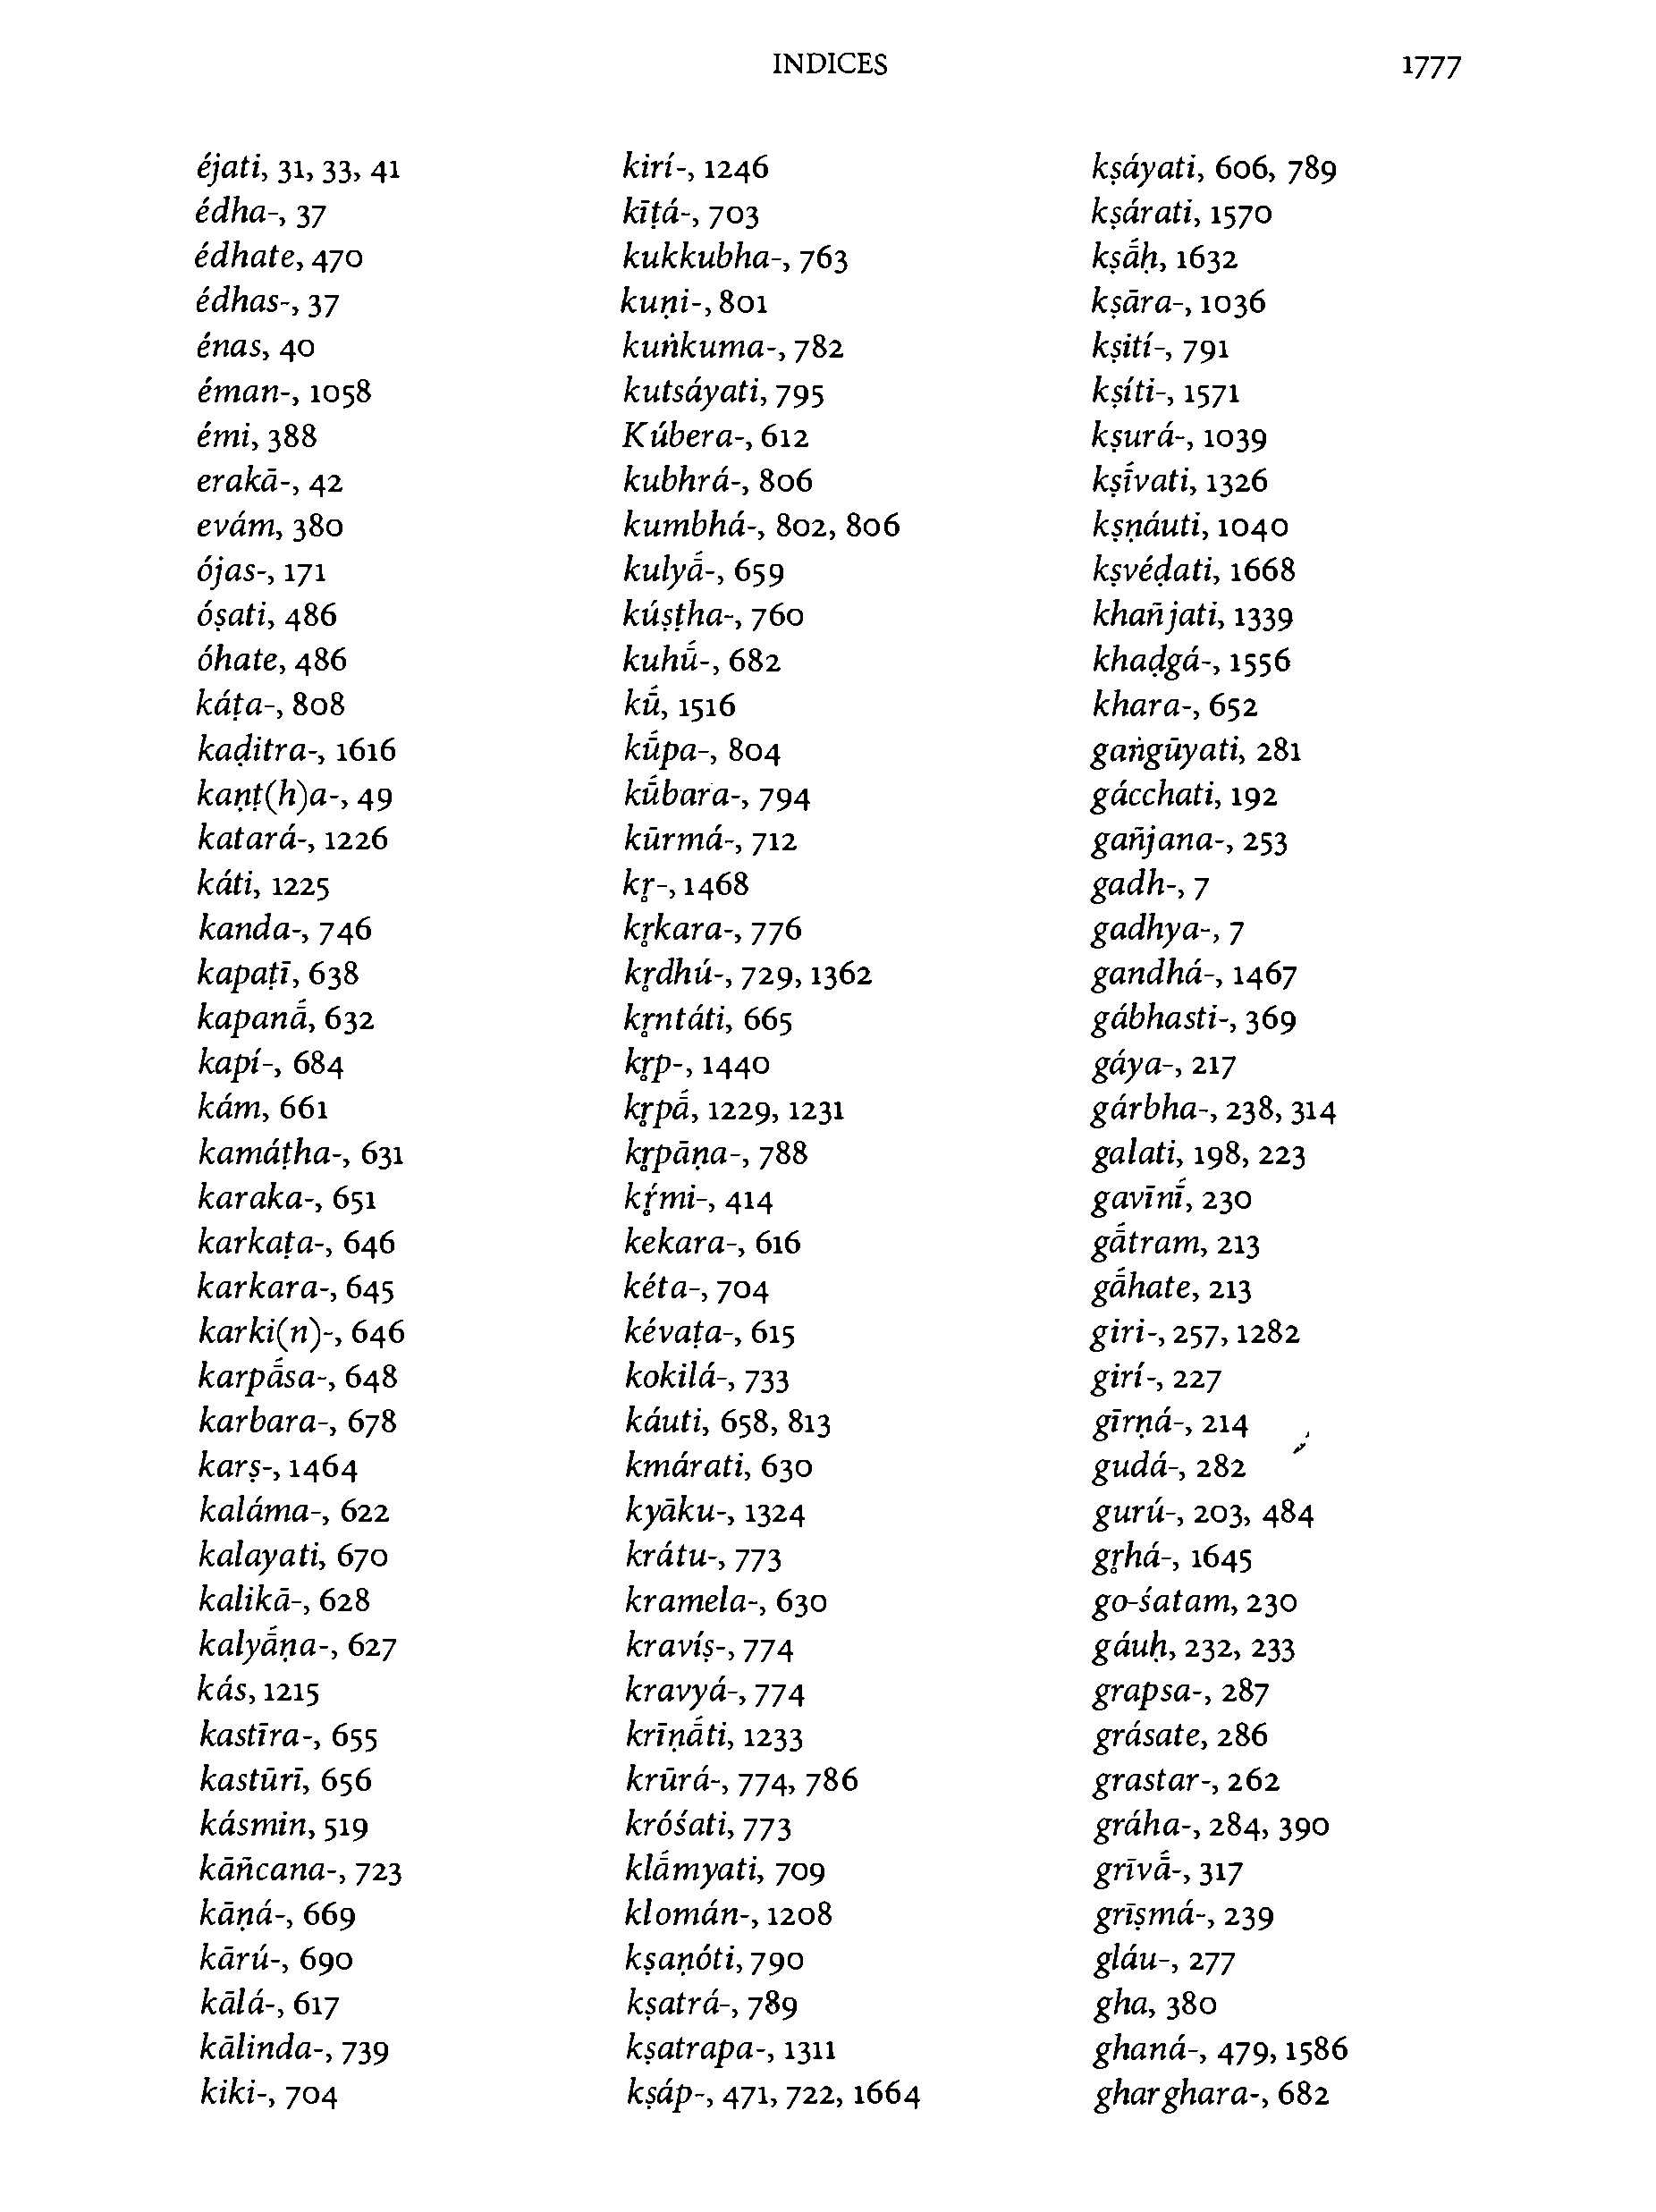 INDICES 1777
éjati, 31, 33, 41
édha-, 37
édhate, 470
édhas-, 37
énas, 40
éman-, 1058
émi, 388
erakā-, 42
evám, 380
ójas-, 171
óṣati, 486
óhate, 486
káṭa-, 808
kaḍitra-, 1616
kaṇṭ(h)a-, 49
katará-, 1226
káti, 1225
kanda-, 746
kapaṭī, 638
kapanā́, 632
kapí-, 684
kám, 661
kamáṭha-, 631
karaka-, 651
karkaṭa-, 646
karkara-, 645
karki(n)-, 646
karpā́sa-, 648
karbara-, 678
karṣ-, 1464
kaláma-, 622
kalayati, 670
kalikā-, 628
kalyā́ṇa-, 627
kás, 1215
kastīra-, 655
kastūrī, 656
kásmin, 519
kāñcana-, 723
kāṇá-, 669
kārú-, 690
kālá-, 617
kālinda-, 739
kiki-, 704
kirí-, 1246
kīṭá-, 703
kukkubha-, 763
kuṇi-, 801
kuṅkuma-, 782
kutsáyati, 795
Kúbera-, 612
kubhrá-, 806
kumbhá-, 802, 806
kulyā́-, 659
kúṣṭha-, 760
kuhū́-, 682
kū́, 1516
kū́pa-, 804
kū́bara-, 794
kūrmá-, 712
kr̥-, 1468
kr̥kara-, 776
kr̥dhú-, 729, 1362
kr̥ntáti, 665
kr̥p-, 1440
kr̥pā́, 1229, 1231
kr̥pāṇa-, 788
kŕ̥mi-, 414
kekara-, 616
kéta-, 704
kévaṭa-, 615
kokilá-, 733
káuti, 658, 813
kmárati, 630
kyāku-, 1324
krátu-, 773
kramela-, 630
kravíṣ-, 774
kravyá-, 774
krīṇā́ti, 1233
krūrá-, 774, 786
króśati, 773
klā́myati, 709
klomán-, 1208
kṣaṇóti, 790
kṣatrá-, 789
kṣatrapa-, 1311
kṣáp-, 471, 722, 1664
kṣáyati, 606, 789
kṣárati, 1570
kṣā́ḥ, 1632
kṣāra-, 1036
kṣití-, 791
kṣíti-, 1571
kṣurá-, 1039
kṣī́vati, 1326
kṣṇáuti, 1040
kṣvéḍati, 1668
khañjati, 1339
khaḍgá-, 1556
khara-, 652
gaṅgūyati, 281
gácchati, 192
gañjana-, 253
gadh-, 7
gadhya-, 7
gandhá-, 1467
gábhasti-, 369
gáya-, 217
gárbha-, 238, 314
galati, 198, 223
gavīnī́, 230
gā́tram, 213
gā́hate, 213
giri-, 257, 1282
girí-, 227
gīrṇá-, 214
gudá-, 282
gurú-, 203, 484
gr̥há-, 1645
go-śatam, 230
gáuḥ, 232, 233
grapsa-, 287
grásate, 286
grastar-, 262
gráha-, 284, 390
grīvā́-, 317
grīṣmá-, 239
gláu-, 277
gha, 380
ghaná-, 479, 1586
gharghara-, 682